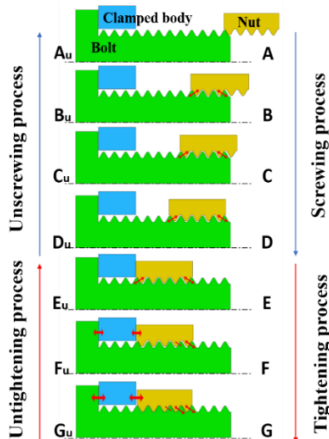 Clamped body
Nut
Bolt
Au A
Bu B
Cu C
Du D
Eu E
Fu F
Gu G
Unscrewing process
Screwing process
Untightening process
Tightening process